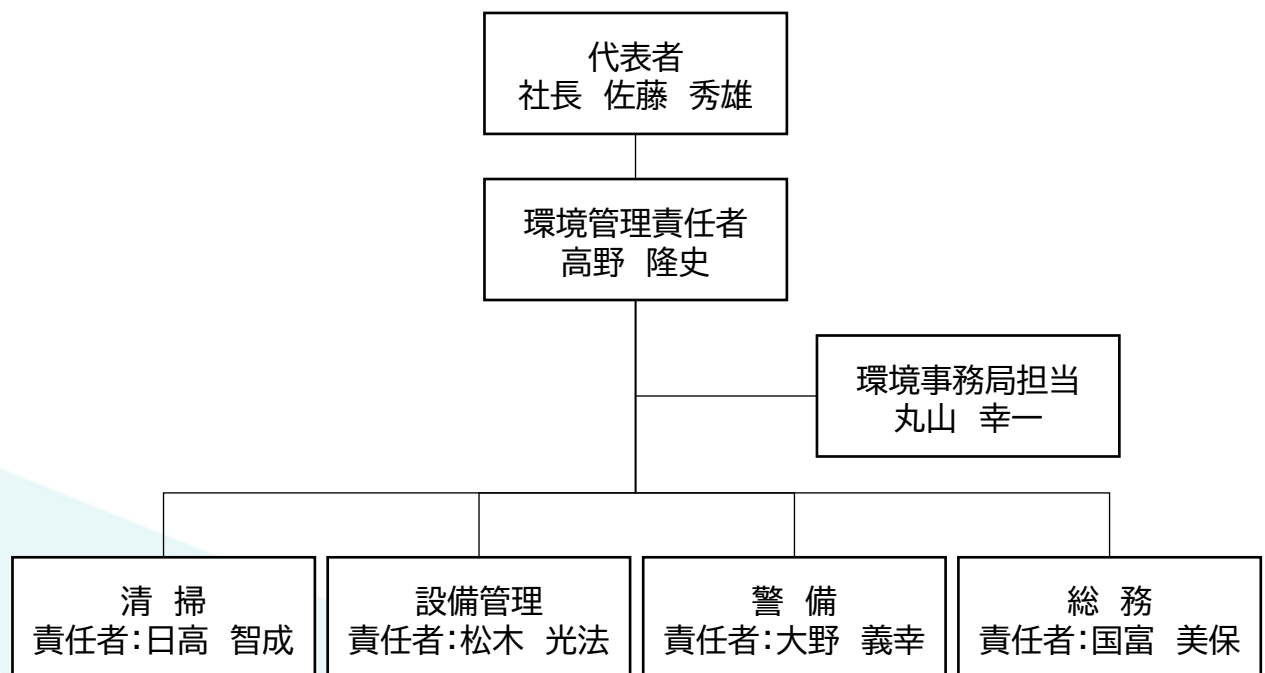 代表者
社長 佐藤 秀雄
環境管理責任者
高野 隆史
環境事務局担当
丸山 幸一
清 掃
責任者:日高 智成
設備管理
責任者:松木 光法
警 備
責任者:大野 義幸
総 務
責任者:国富 美保